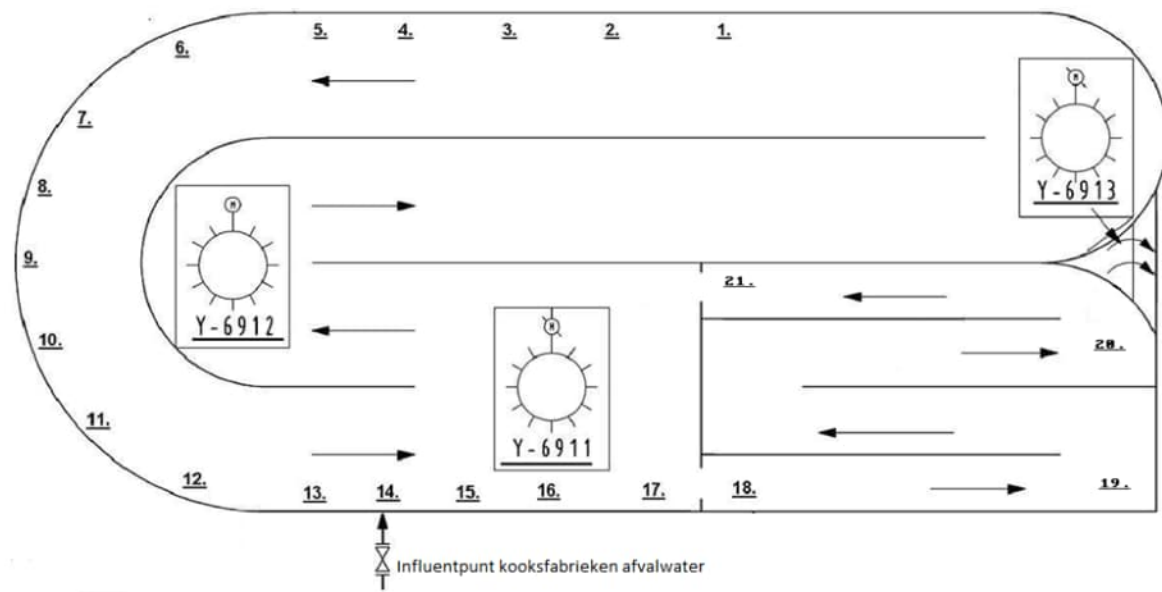 5. 4. 3. 2. 1.
6.
M
7.
8.
Y-6913
M
9.
21.
Y-6912
M
10.
20.
11.
Y-6911
12.
13. 14. 15. 16. 17. 18. 19.
Influentpunt kooksfabrieken afvalwater